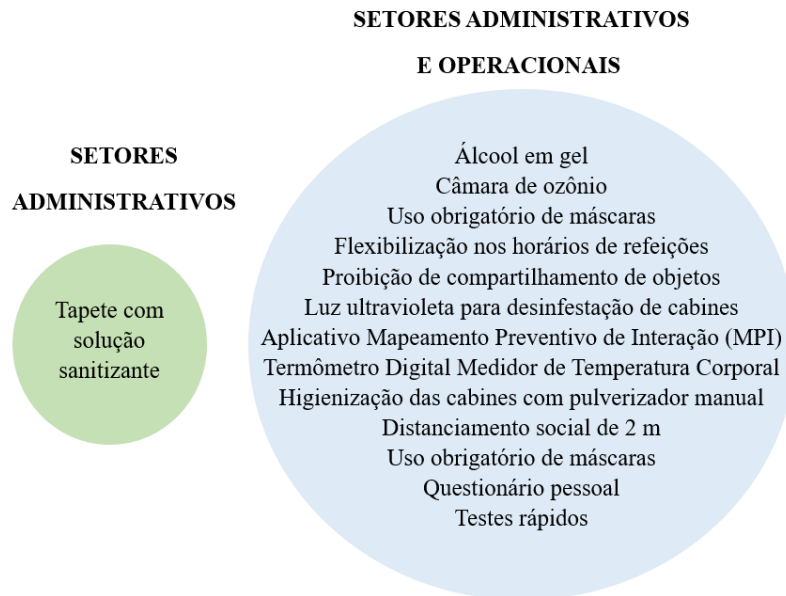 SETORES ADMINISTRATIVOS
E OPERACIONAIS
SETORES
ADMINISTRATIVOS
Tapete com
solução
sanitizante
Álcool em gel
Câmara de ozônio
Uso obrigatório de máscaras
Flexibilização nos horários de refeições
Proibição de compartilhamento de objetos
Luz ultravioleta para desinfestação de cabines
Aplicativo Mapeamento Preventivo de Interação (MPI)
Termômetro Digital Medidor de Temperatura Corporal
Higienização das cabines com pulverizador manual
Distanciamento social de 2 m
Uso obrigatório de máscaras
Questionário pessoal
Testes rápidos